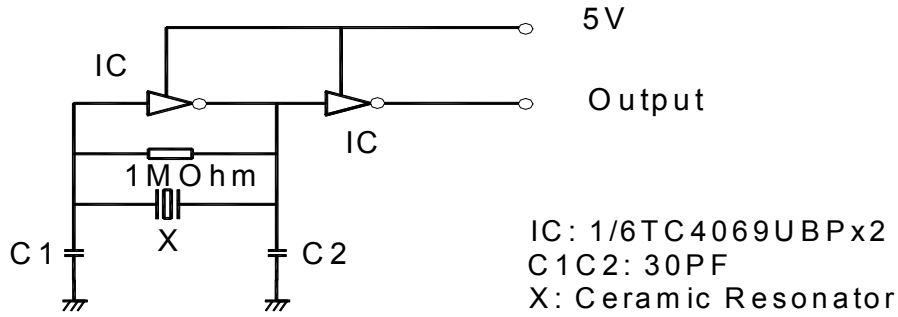 5V
IC
Output
IC
1MOhm
X
C1
C2
IC: 1/6TC4069UBPx2
C1C2: 30PF
X: Ceramic Resonator